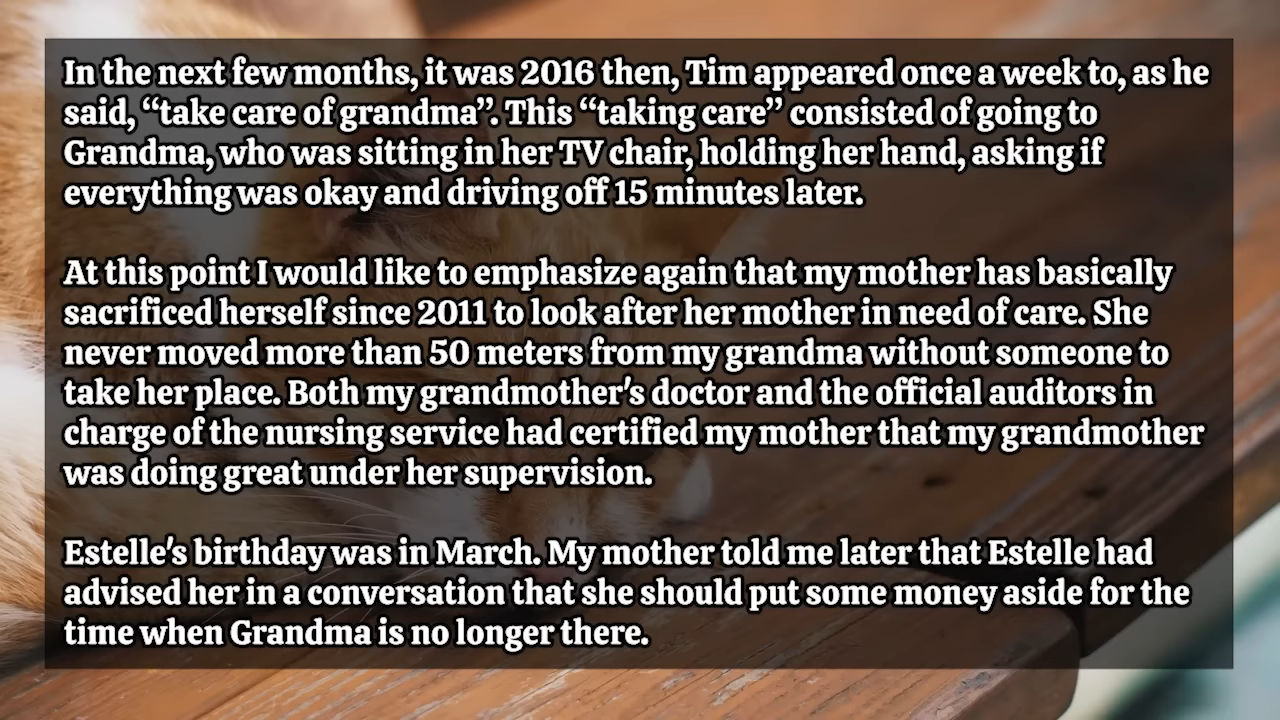 In the next few months, it was 2016 then, Tim appeared once a week to, as he
said, “take care of grandma”. This “taking care” consisted of going to
Grandma, who was sitting in her TV chair, holding her hand, asking if
everything was okay and driving off 15 minutes later.
At this point I would like to emphasize again that my mother has basically
sacrificed herself since 2011 to look after her mother in need of care. She
never moved more than 50 meters from my grandma without someone to
take her place. Both my grandmother's doctor and the official auditors in
charge of the nursing service had certified my mother that my grandmother
was doing great under her supervision.
Estelle's birthday was in March. My mother told me later that Estelle had
advised her in a conversation that she should put some money aside for the
time when Grandma is no longer there.